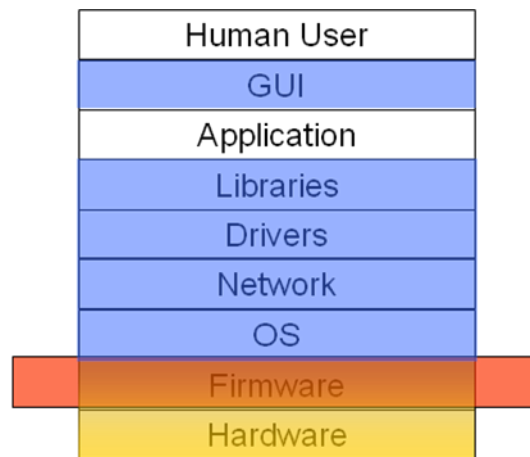 Human User
GUI
Application
Libraries
Drivers
Network
OS
Firmware
Hardware